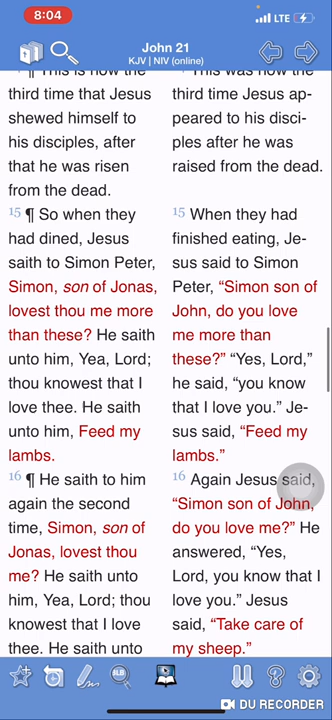 8:04
LTE
John 21
KJV | NIV (online)
¶ This is now the
third time that Jesus
shewed himself to
his disciples, after
that he was risen
from the dead.
15 ¶ So when they
had dined, Jesus
saith to Simon Peter,
Simon, son of Jonas,
lovest thou me more
than these? He saith
unto him, Yea, Lord;
thou knowest that I
love thee. He saith
unto him, Feed my
lambs.
16 ¶ He saith to him
again the second
time, Simon, son of
Jonas, lovest thou
me? He saith unto
him, Yea, Lord; thou
knowest that I love
thee. He saith unto
This was now the
third time Jesus ap-
peared to his disci-
ples after he was
raised from the dead.
15 When they had
finished eating, Je-
sus said to Simon
Peter, “Simon son of
John, do you love
me more than
these?” “Yes, Lord,”
he said, “you know
that I love you.” Je-
sus said, “Feed my
lambs.”
16 Again Jesus said,
“Simon son of John,
do you love me?” He
answered, “Yes,
Lord, you know that I
love you.” Jesus
said, “Take care of
my sheep.”
SLB
DU RECORDER